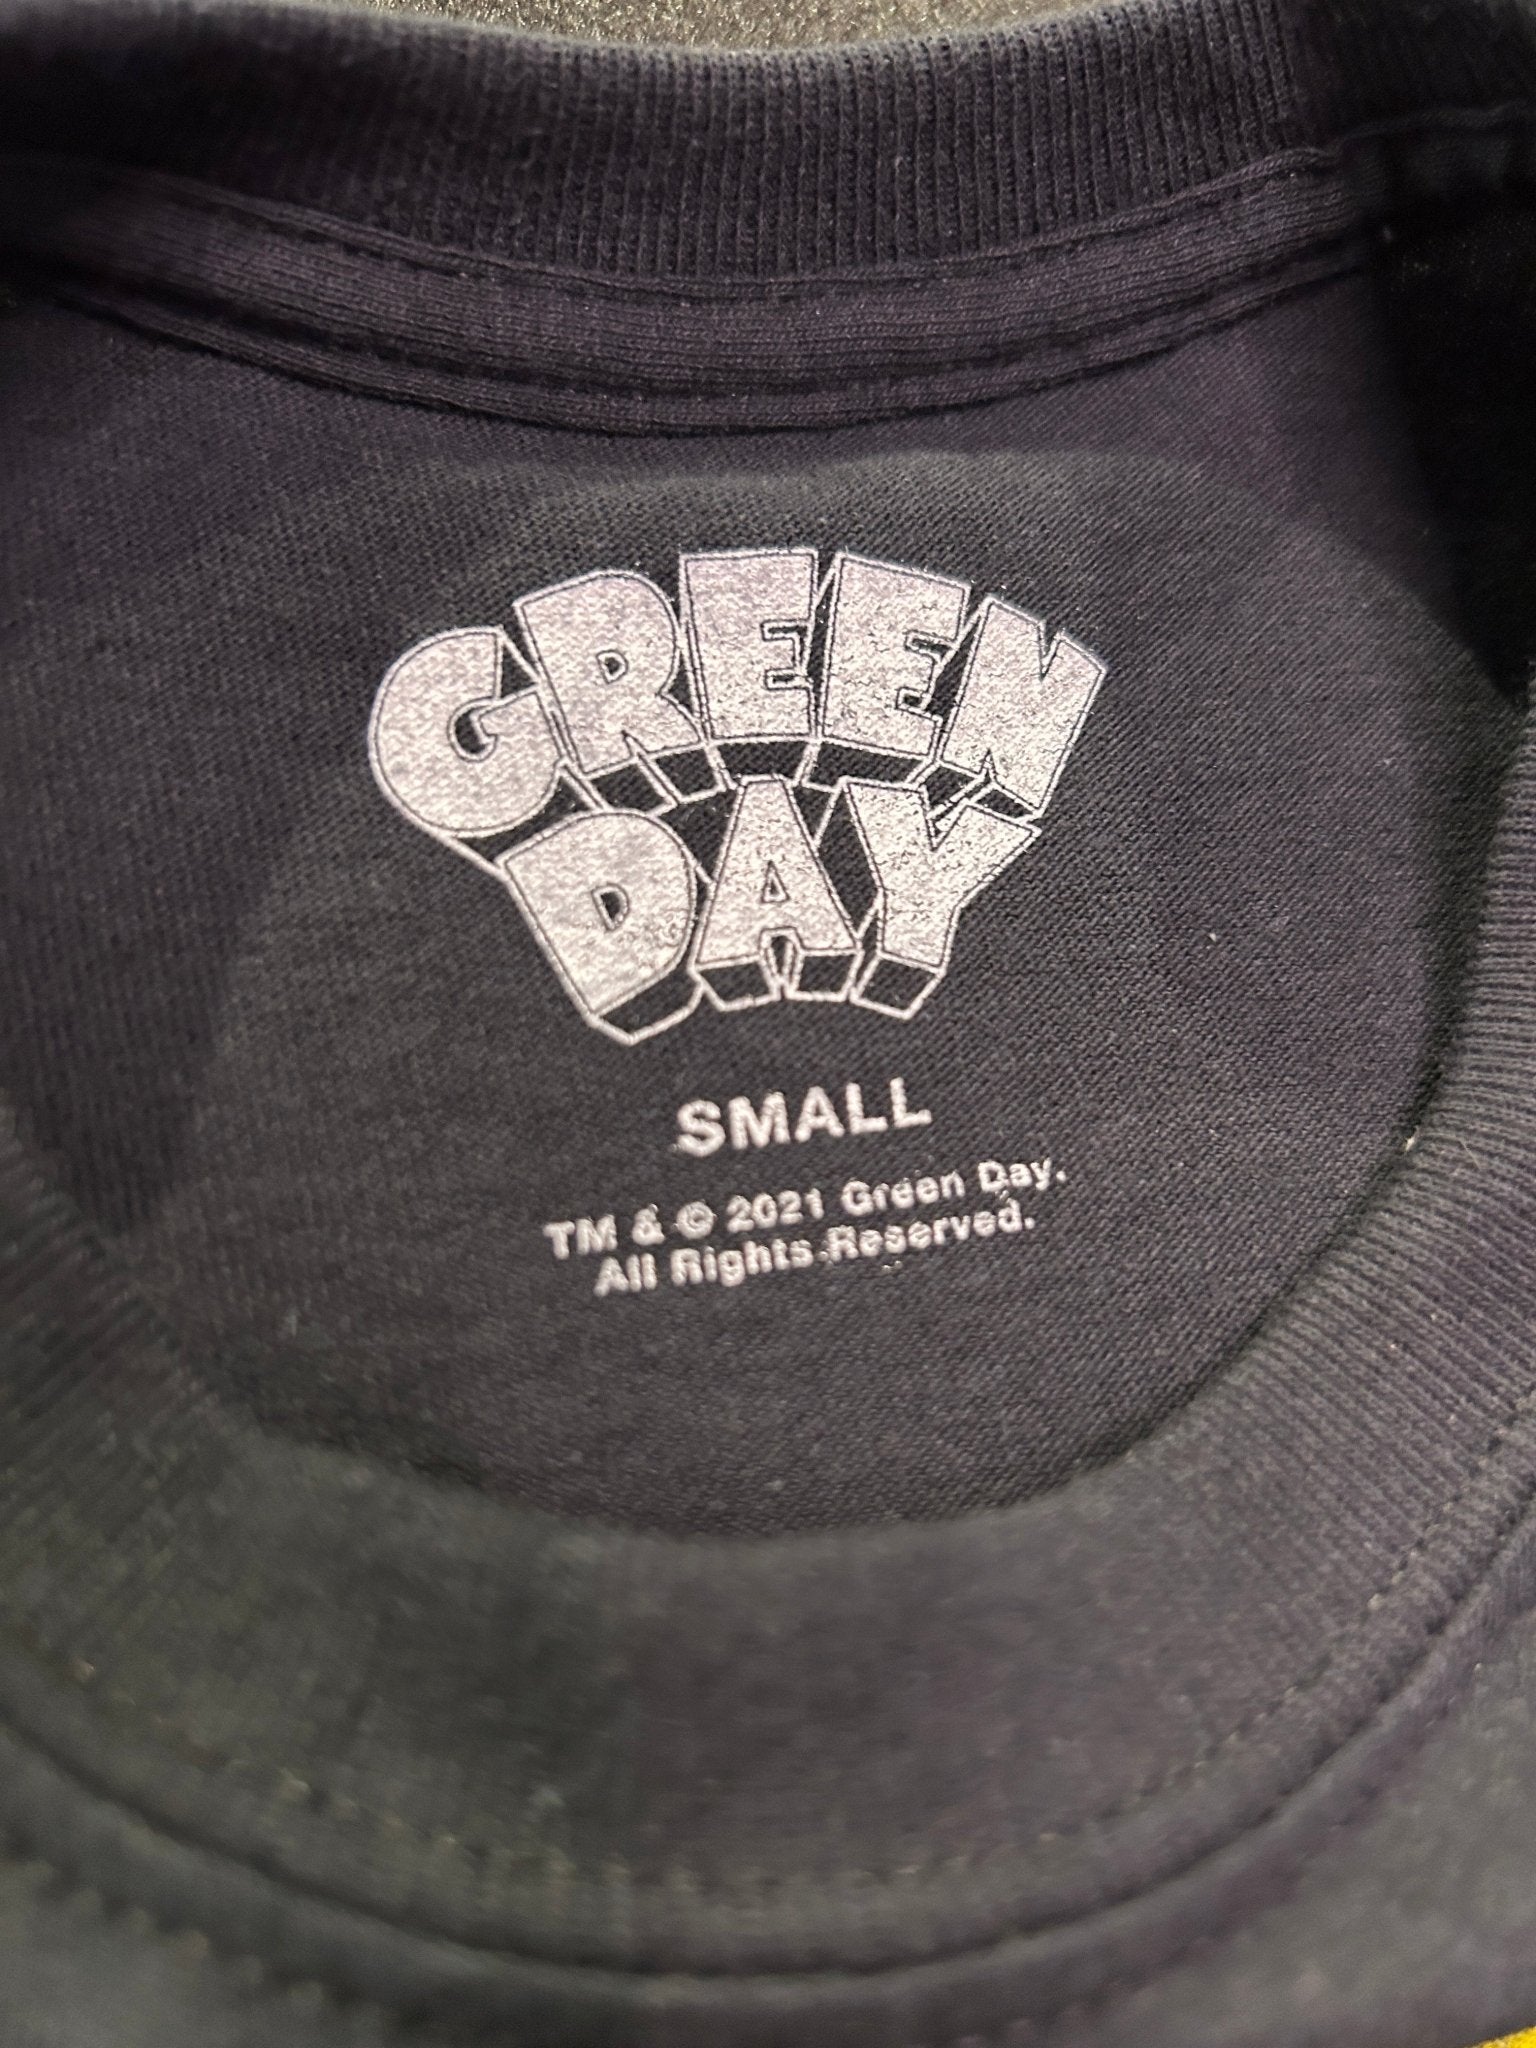 GREEN
DAY
SMALL
TM & © 2021 Green Day.
All Rights Reserved.